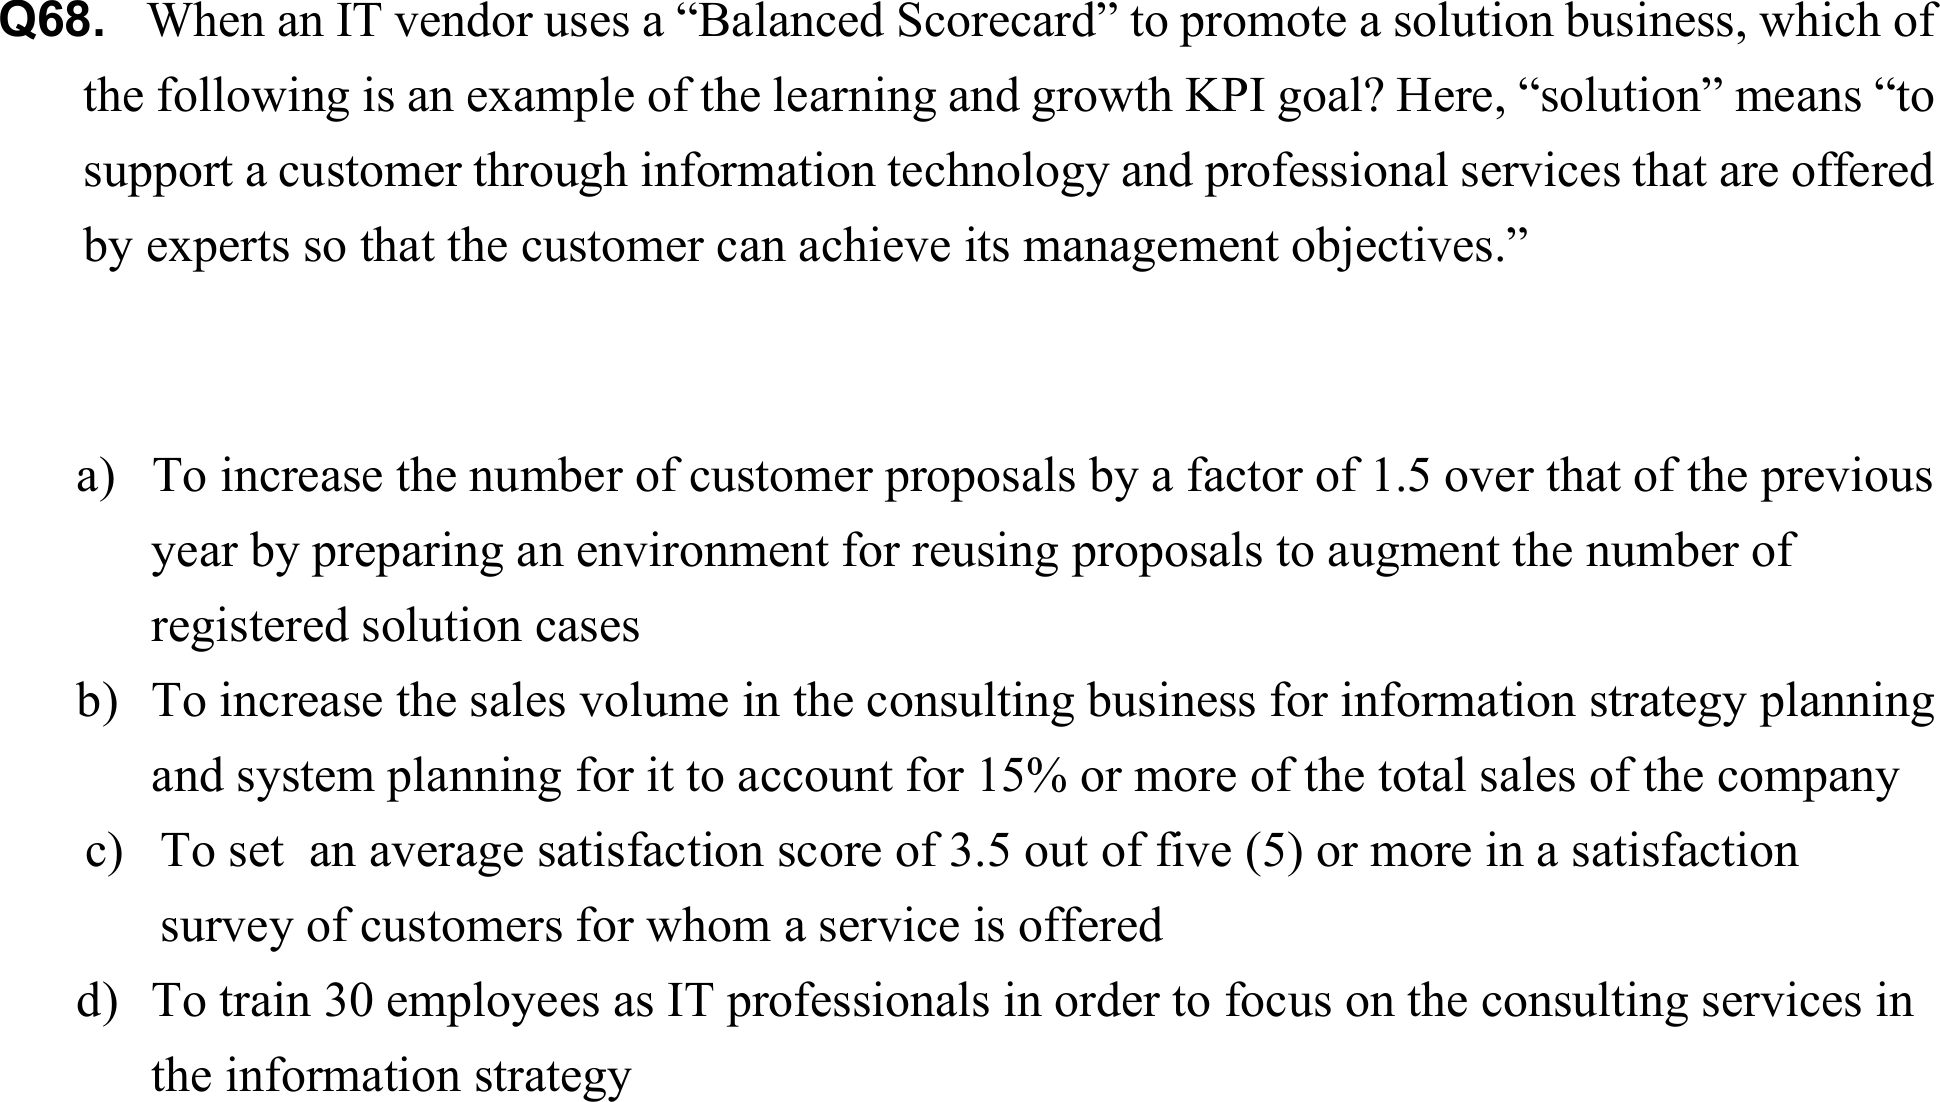 Q68. When an IT vendor uses a “Balanced Scorecard” to promote a solution business, which of
the following is an example of the learning and growth KPI goal? Here, “solution” means “to
support a customer through information technology and professional services that are offered
by experts so that the customer can achieve its management objectives.”
a) To increase the number of customer proposals by a factor of 1.5 over that of the previous
year by preparing an environment for reusing proposals to augment the number of
registered solution cases
b) To increase the sales volume in the consulting business for information strategy planning
and system planning for it to account for 15% or more of the total sales of the company
c) To set an average satisfaction score of 3.5 out of five (5) or more in a satisfaction
survey of customers for whom a service is offered
d) To train 30 employees as IT professionals in order to focus on the consulting services in
the information strategy